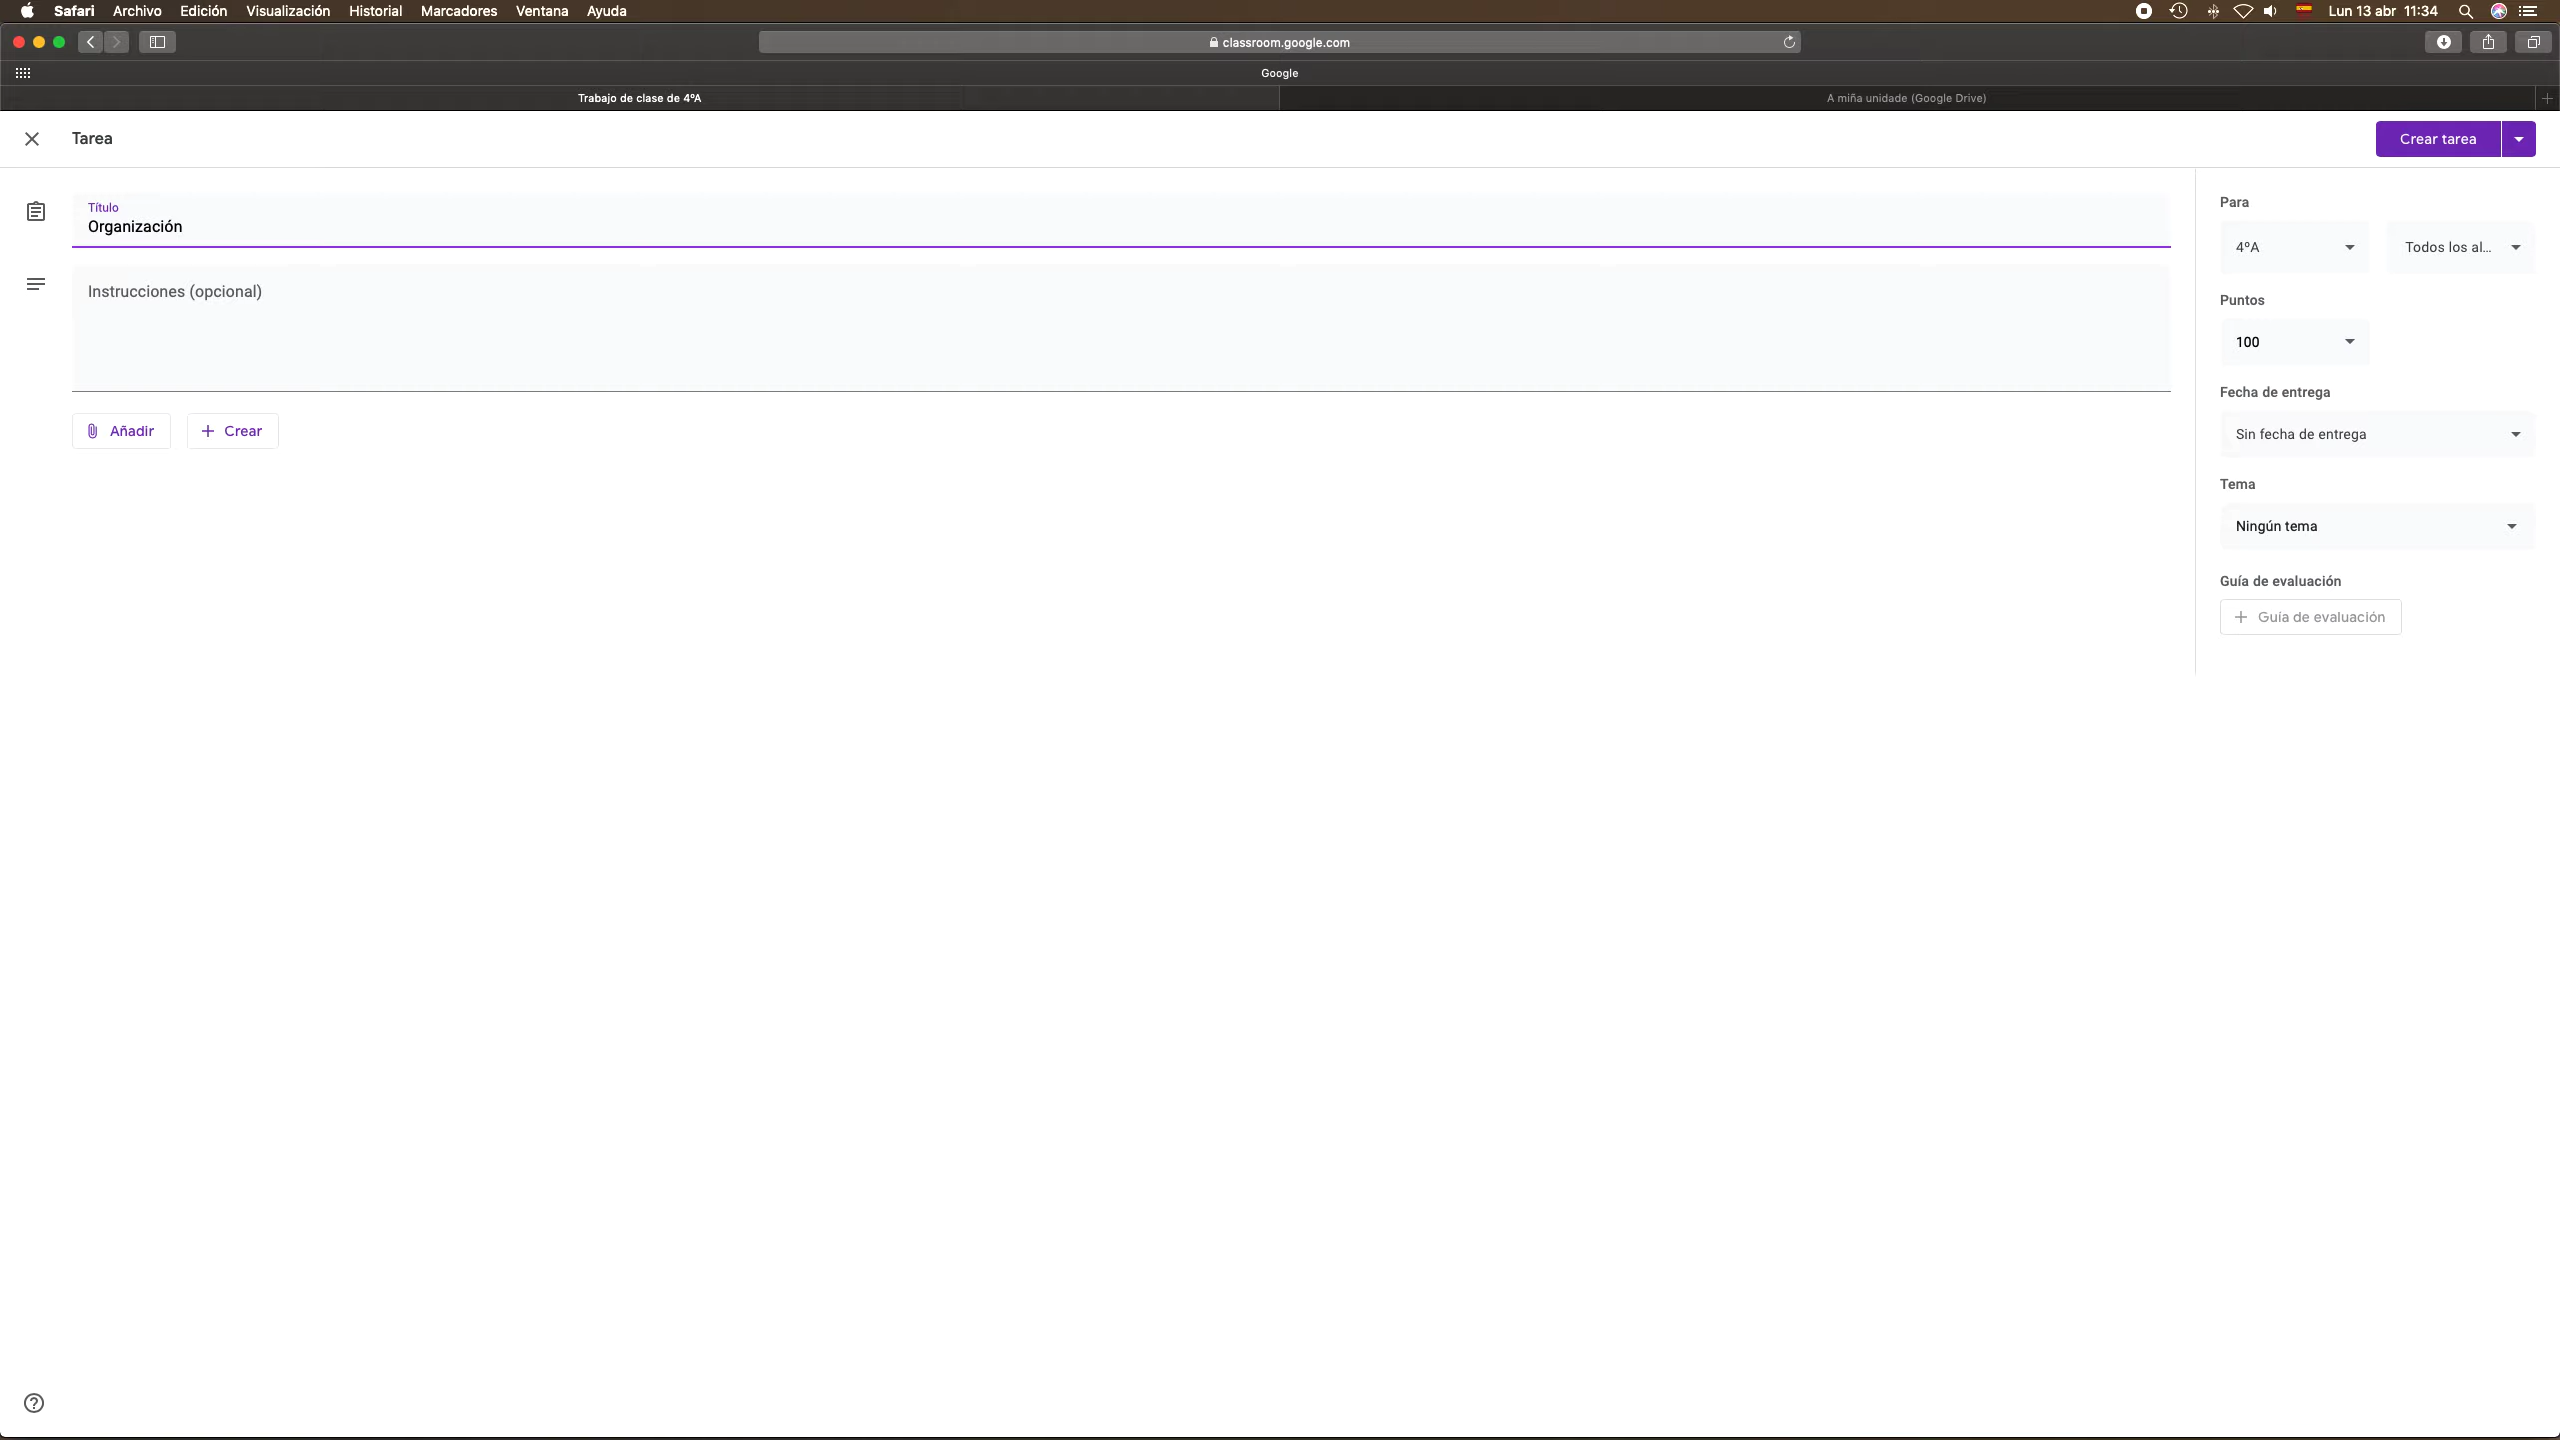 Safari Archivo Edición Visualización Historial Marcadores Ventana Ayuda Lun 13 abr 11:34
classroom.google.com
Google
Trabajo de clase de 4ºA A miña unidade (Google Drive)
Tarea Crear tarea
Título
Organización
Instrucciones (opcional)
Añadir Crear
Para
4ºA Todos los al...
Puntos
100
Fecha de entrega
Sin fecha de entrega
Tema
Ningún tema
Guía de evaluación
Guía de evaluación